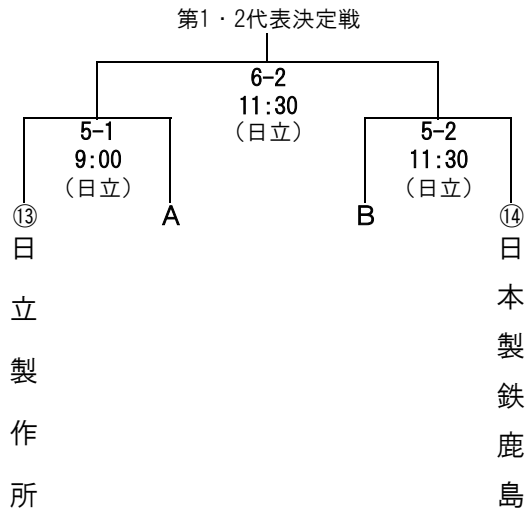 第1・2代表決定戦
6-2
11:30
（日立）
5-1
9:00
（日立）
5-2
11:30
（日立）
⑬
日立製作所
A
B
⑭
日本製鉄鹿島